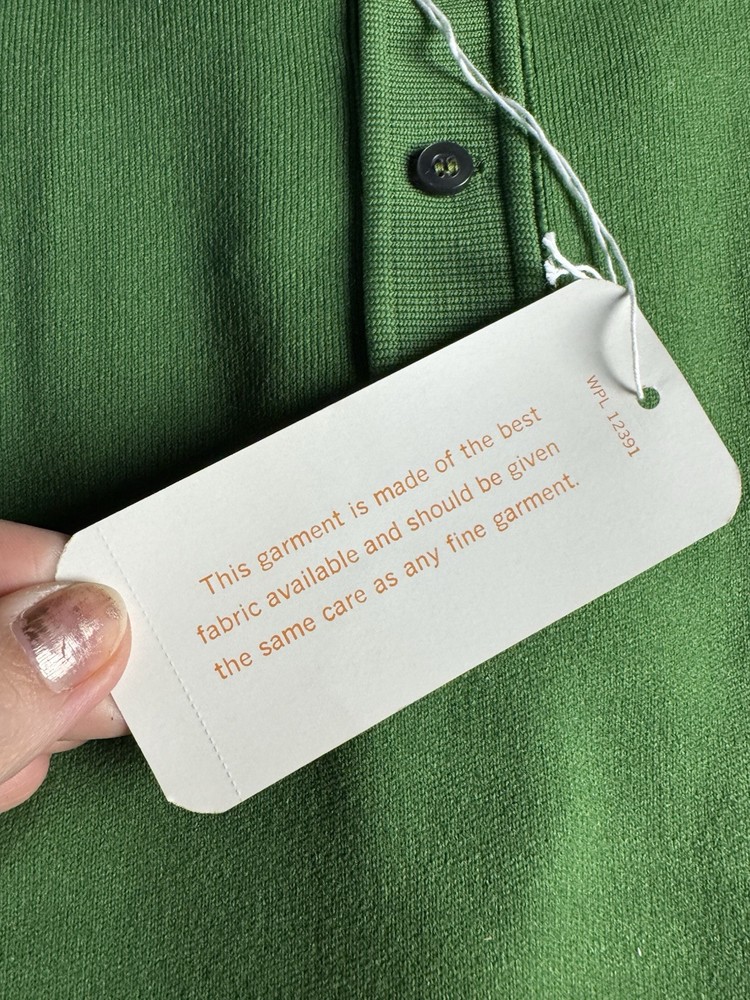 WPL 12391
This garment is made of the best
fabric available and should be given
the same care as any fine garment.